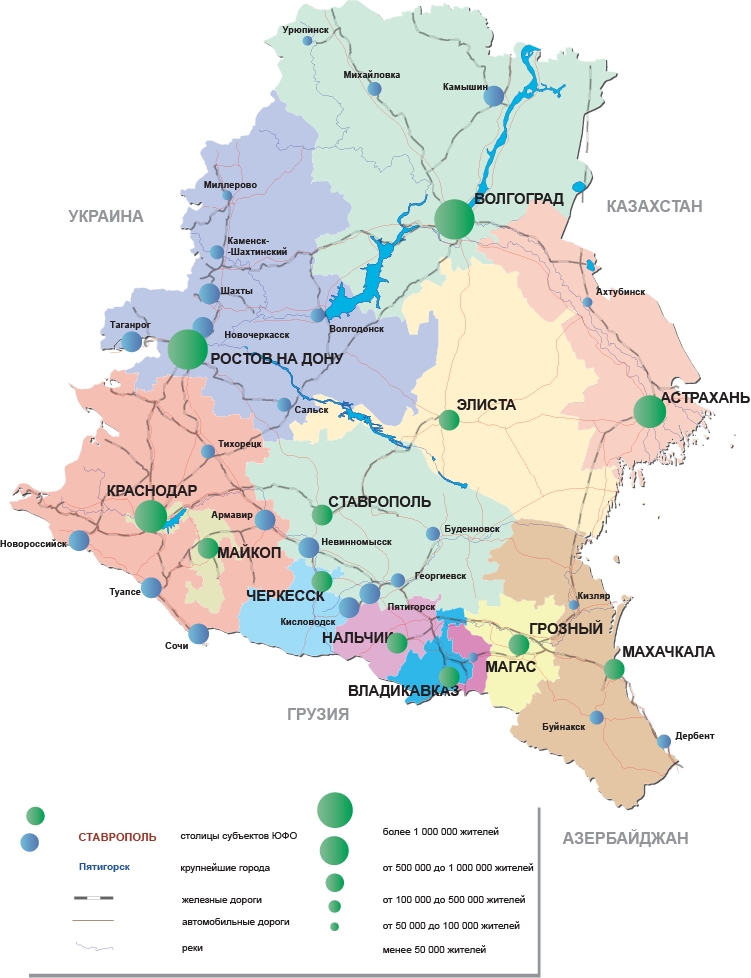 Урюпинск
Михайловка
Камышин
Миллерово
ВОЛГОГРАД
УКРАИНА
КАЗАХСТАН
Каменск-
-Шахтинский
Шахты
Ахтубинск
Таганрог
Новочеркасск
Волгодонск
РОСТОВ НА ДОНУ
ЭЛИСТА
АСТРАХАНЬ
Сальск
Тихорецк
КРАСНОДАР
СТАВРОПОЛЬ
Армавир
Буденновск
Новороссийск
Невинномысск
МАЙКОП
Георгиевск
Туапсе
ЧЕРКЕССК
Кизляр
Пятигорск
Кисловодск
ГРОЗНЫЙ
НАЛЬЧИК
Сочи
МАХАЧКАЛА
МАГАС
ВЛАДИКАВКАЗ
ГРУЗИЯ
Буйнакск
Дербент
АЗЕРБАЙДЖАН
СТАВРОПОЛЬ столицы субъектов ЮФО
Пятигорск крупнейшие города
железные дороги
автомобильные дороги
реки
более 1 000 000 жителей
от 500 000 до 1 000 000 жителей
от 100 000 до 500 000 жителей
от 50 000 до 100 000 жителей
менее 50 000 жителей